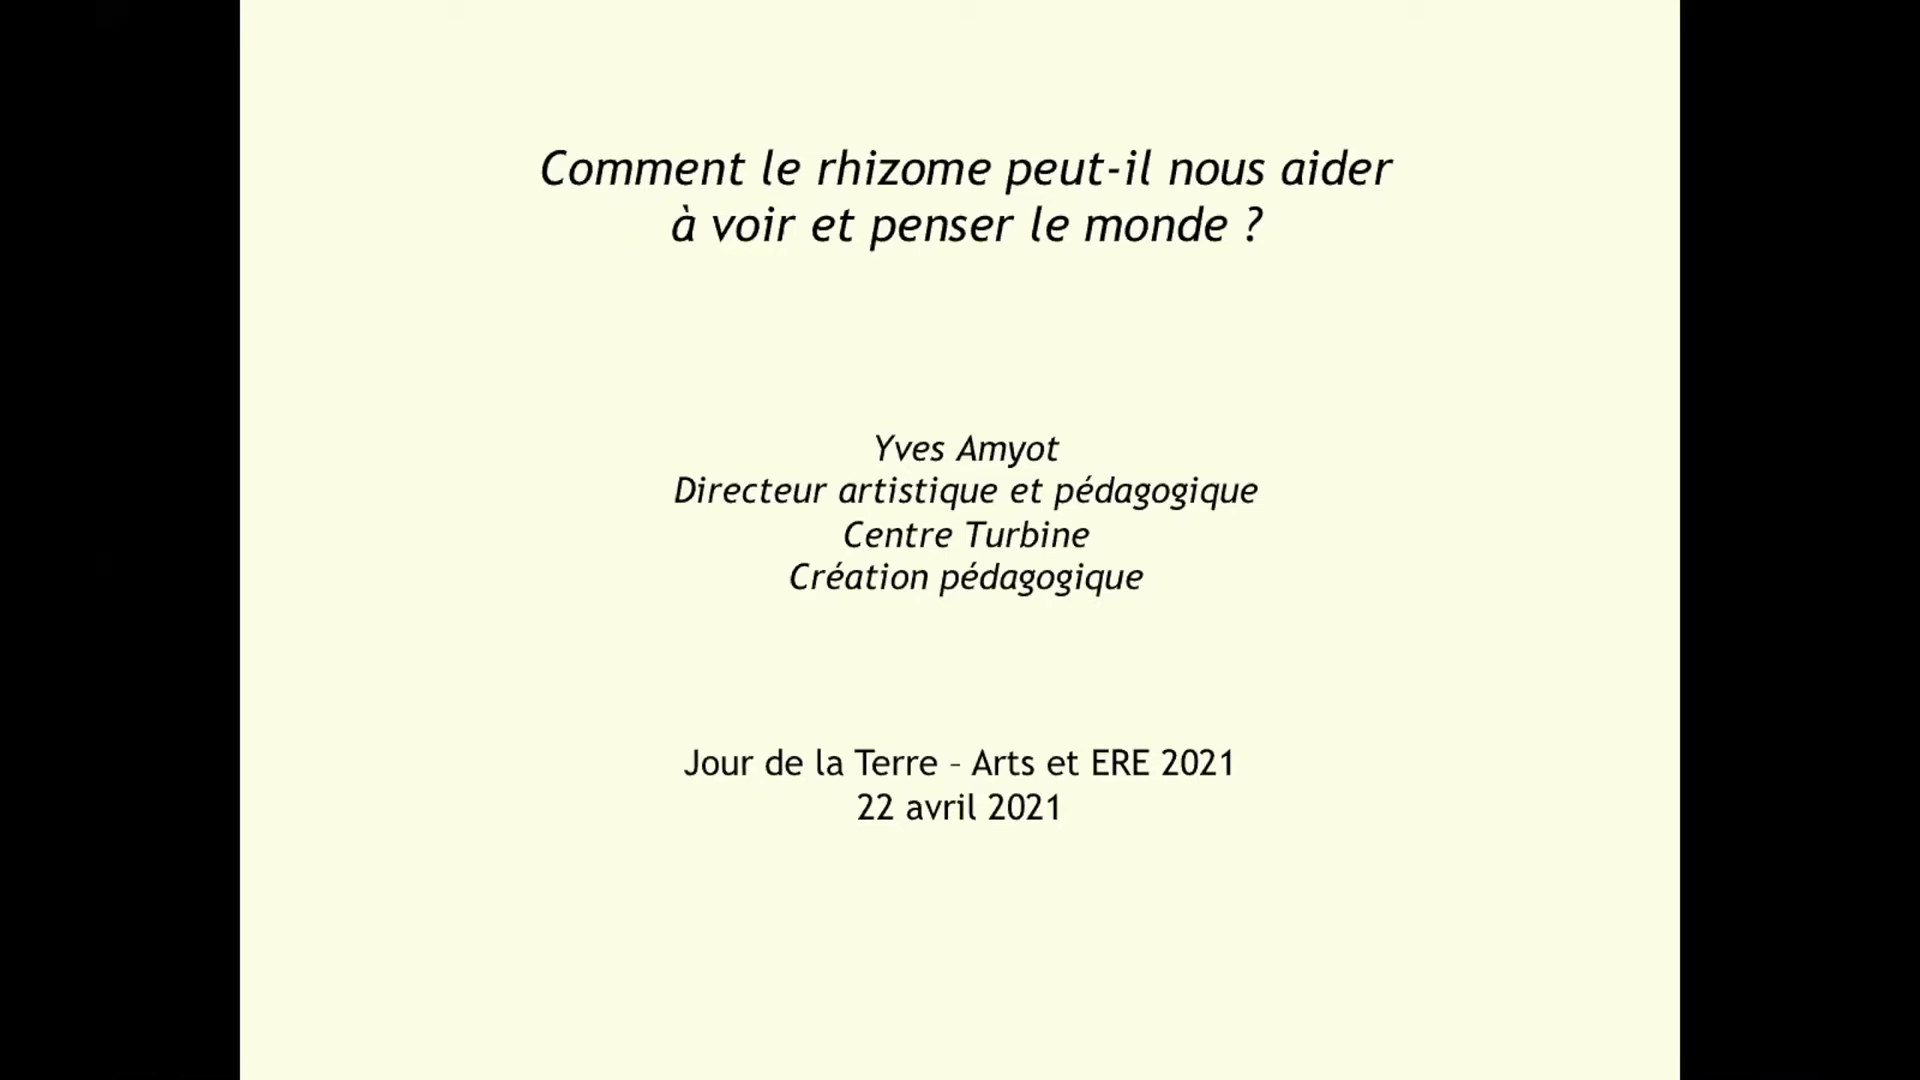 Comment le rhizome peut-il nous aider
à voir et penser le monde ?
Yves Amyot
Directeur artistique et pédagogique
Centre Turbine
Création pédagogique
Jour de la Terre – Arts et ERE 2021
22 avril 2021